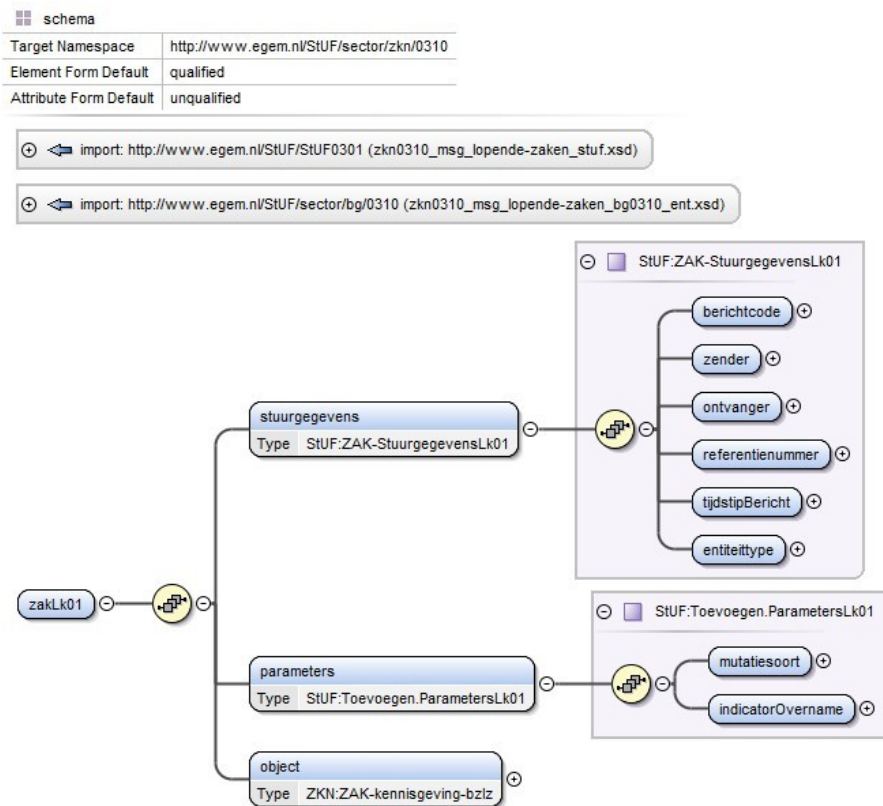 schema
Target Namespace http://www.egem.nl/StUF/sector/zkn/0310
Element Form Default qualified
Attribute Form Default unqualified
import: http://www.egem.nl/StUF/StUF0301 (zkn0310_msg_lopende-zaken_stuf.xsd)
import: http://www.egem.nl/StUF/sector/bg/0310 (zkn0310_msg_lopende-zaken_bg0310_ent.xsd)
StUF:ZAK-StuurgegevensLk01
berichtcode
zender
ontvanger
referentienummer
tijdstipBericht
entiteittype
stuurgegevens
Type StUF:ZAK-StuurgegevensLk01
zakLk01
StUF:Toevoegen.ParametersLk01
mutatiesoort
indicatorOvername
parameters
Type StUF:Toevoegen.ParametersLk01
object
Type ZKN:ZAK-kennisgeving-bzlz